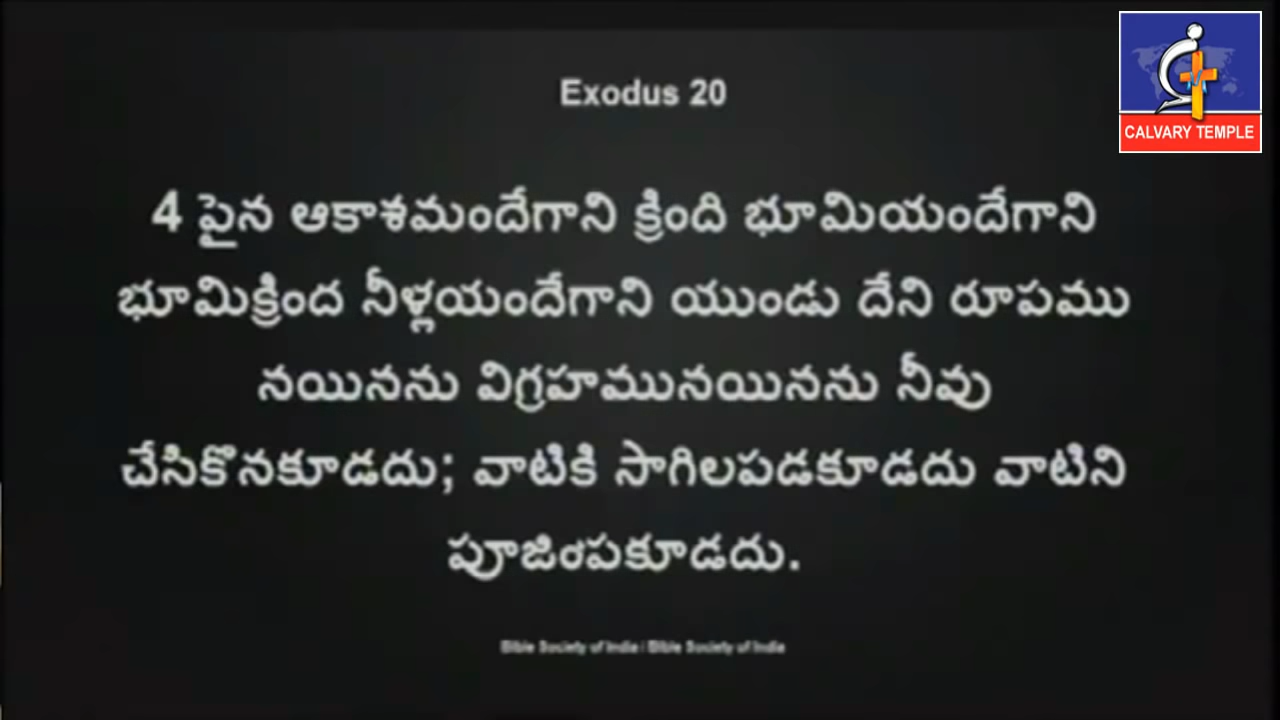 Exodus 20
CALVARY TEMPLE
4 పైన ఆకాశమందేగాని క్రింది భూమియందేగాని
భూమిక్రింద నీళ్లయందేగాని యుండు దేని రూపము
నయినను విగ్రహమునయినను నీవు
చేసికొనకూడదు; వాటికి సాగిలపడకూడదు వాటిని
పూజింపకూడదు.
Bible Society of India / Bible Society of India